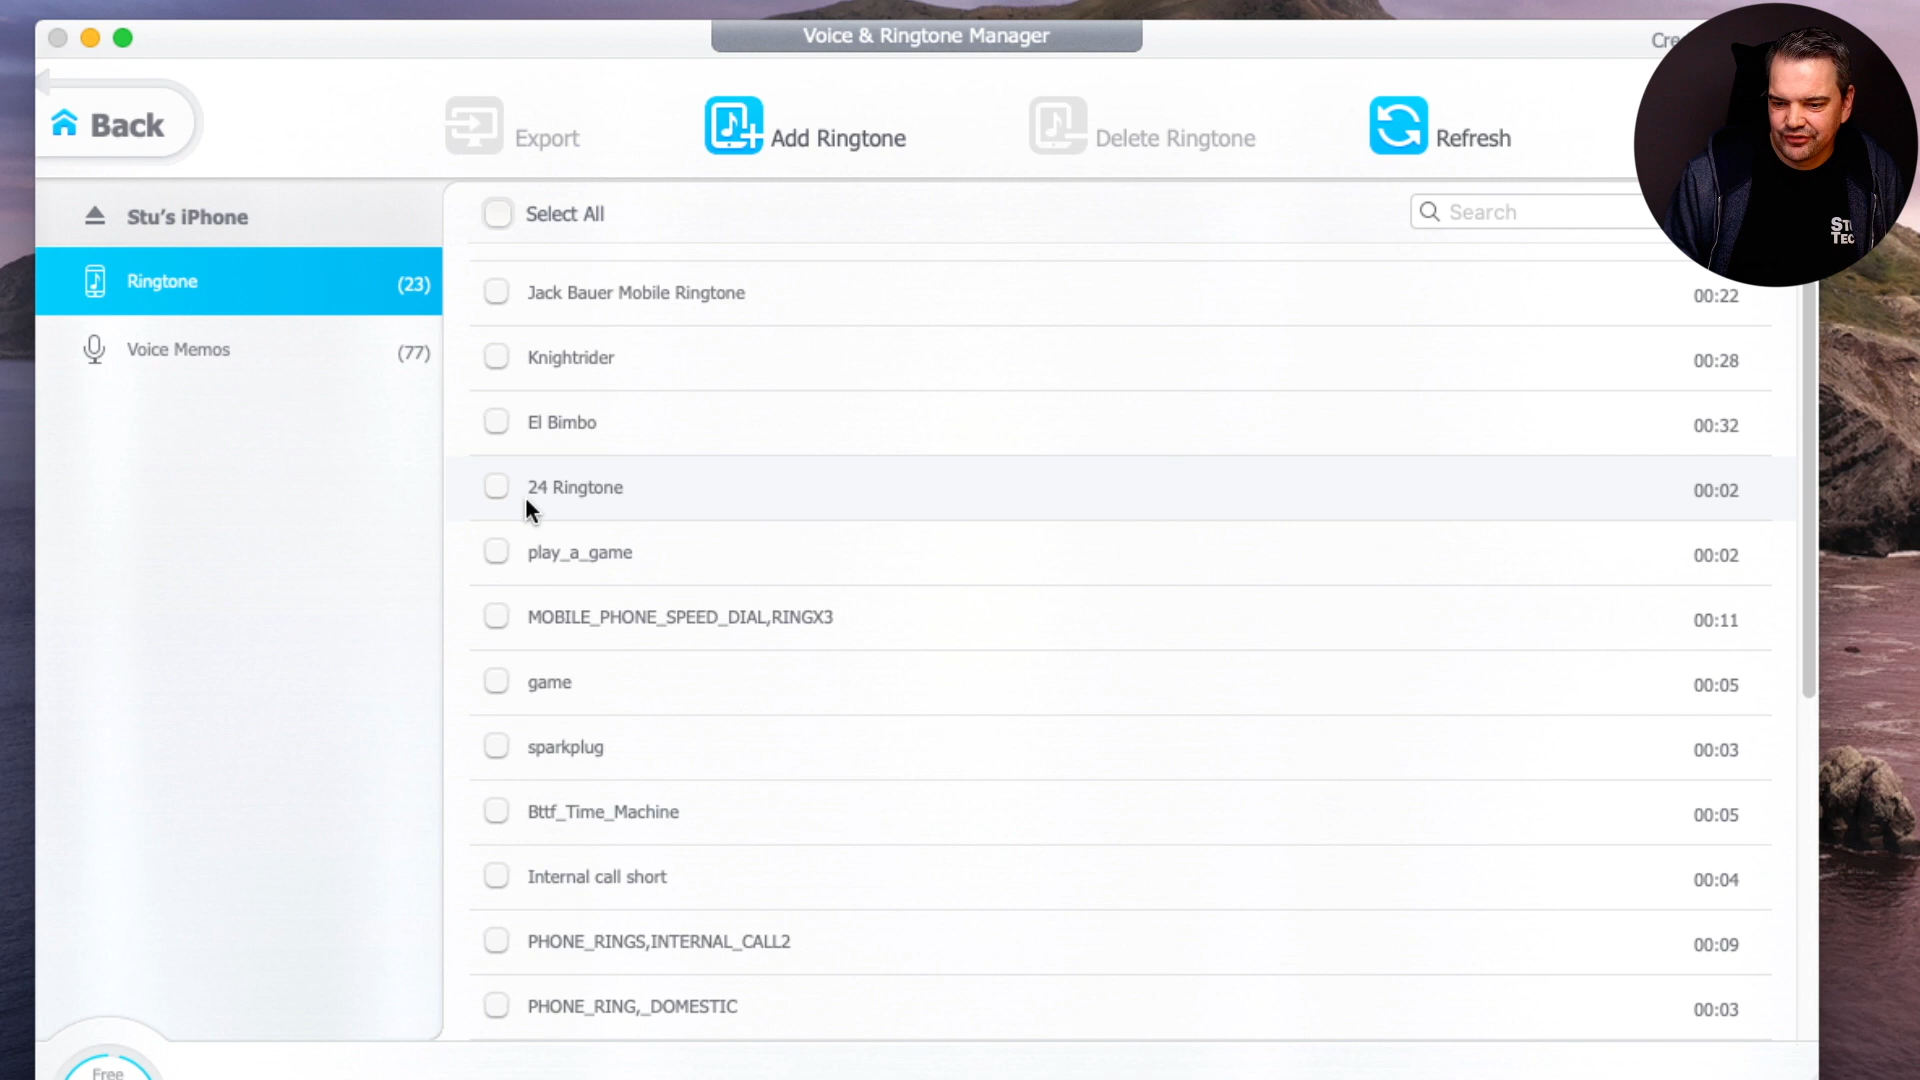 Voice & Ringtone Manager
Back
Export
Add Ringtone
Delete Ringtone
Refresh
Stu's iPhone
Select All
Search
Ringtone (23)
Voice Memos (77)
Jack Bauer Mobile Ringtone 00:22
Knightrider 00:28
El Bimbo 00:32
24 Ringtone 00:02
play_a_game 00:02
MOBILE_PHONE_SPEED_DIAL,RINGX3 00:11
game 00:05
sparkplug 00:03
Bttf_Time_Machine 00:05
Internal call short 00:04
PHONE_RINGS,INTERNAL_CALL2 00:09
PHONE_RING,_DOMESTIC 00:03
Free